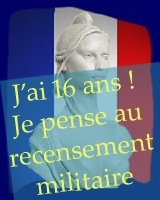 J'ai 16 ans !
Je pense au
recensement
militaire